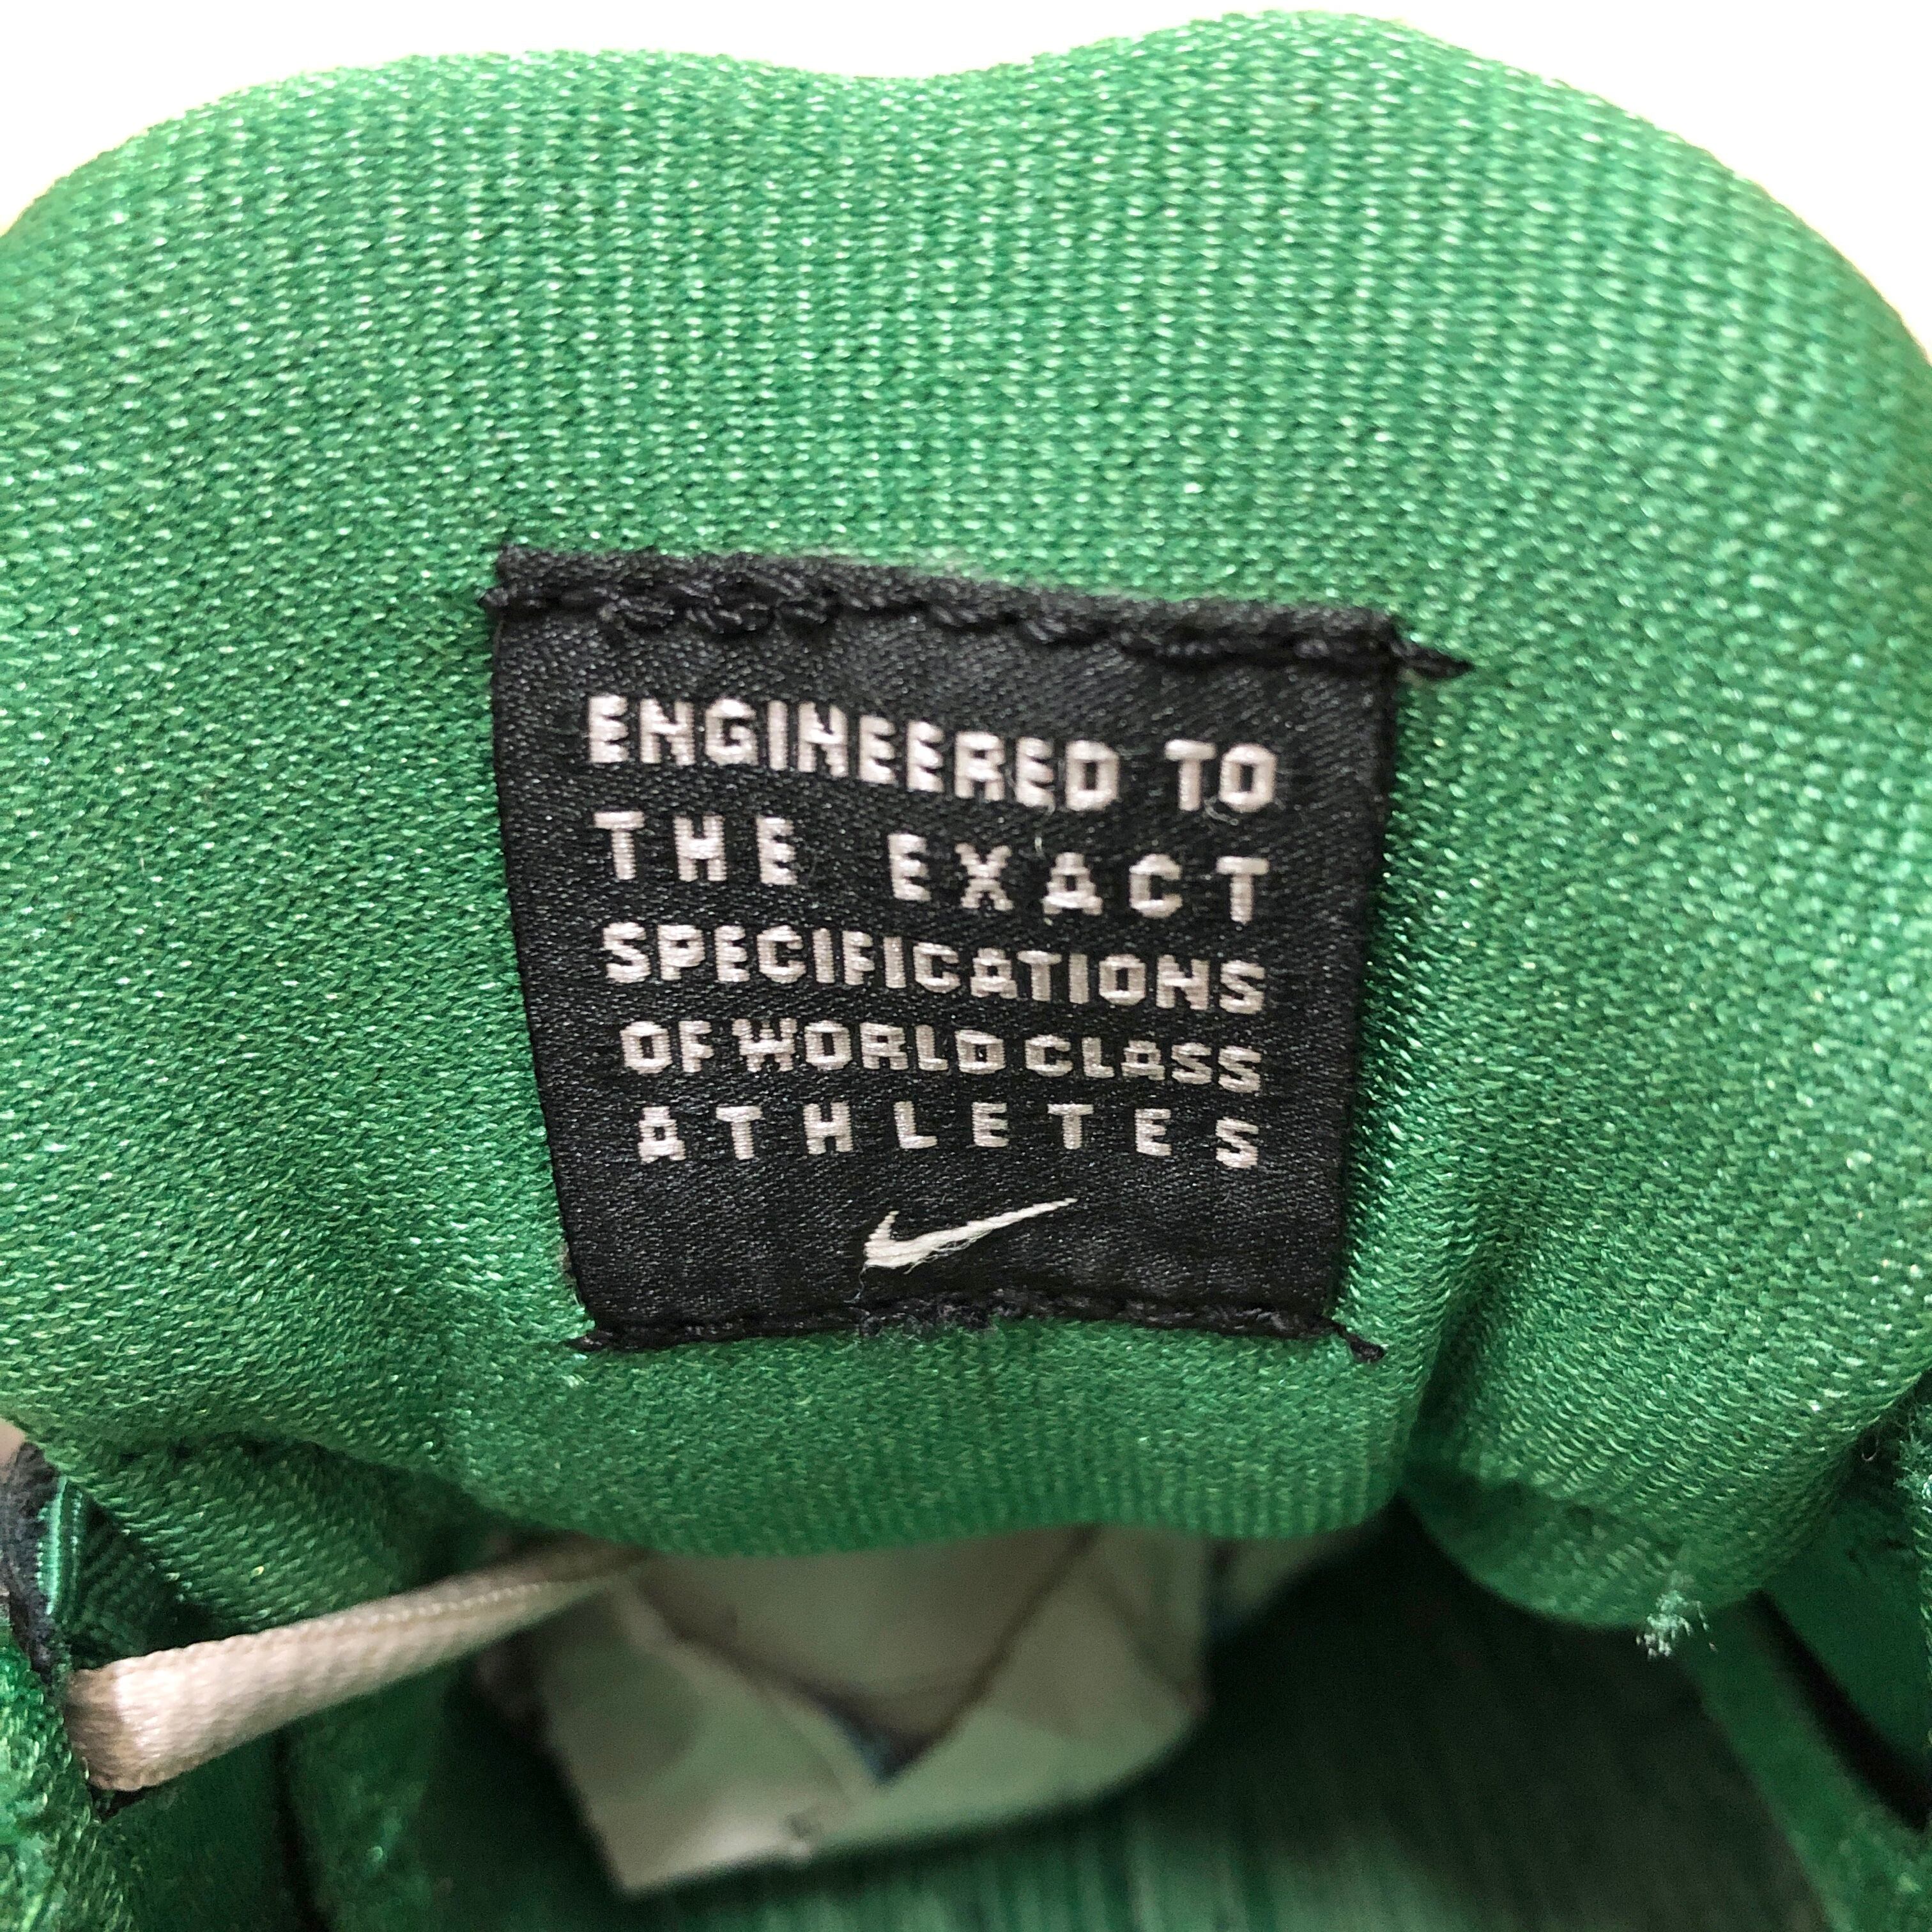 ENGINEERED TO
THE EXACT
SPECIFICATIONS
OF WORLD CLASS
ATHLETES